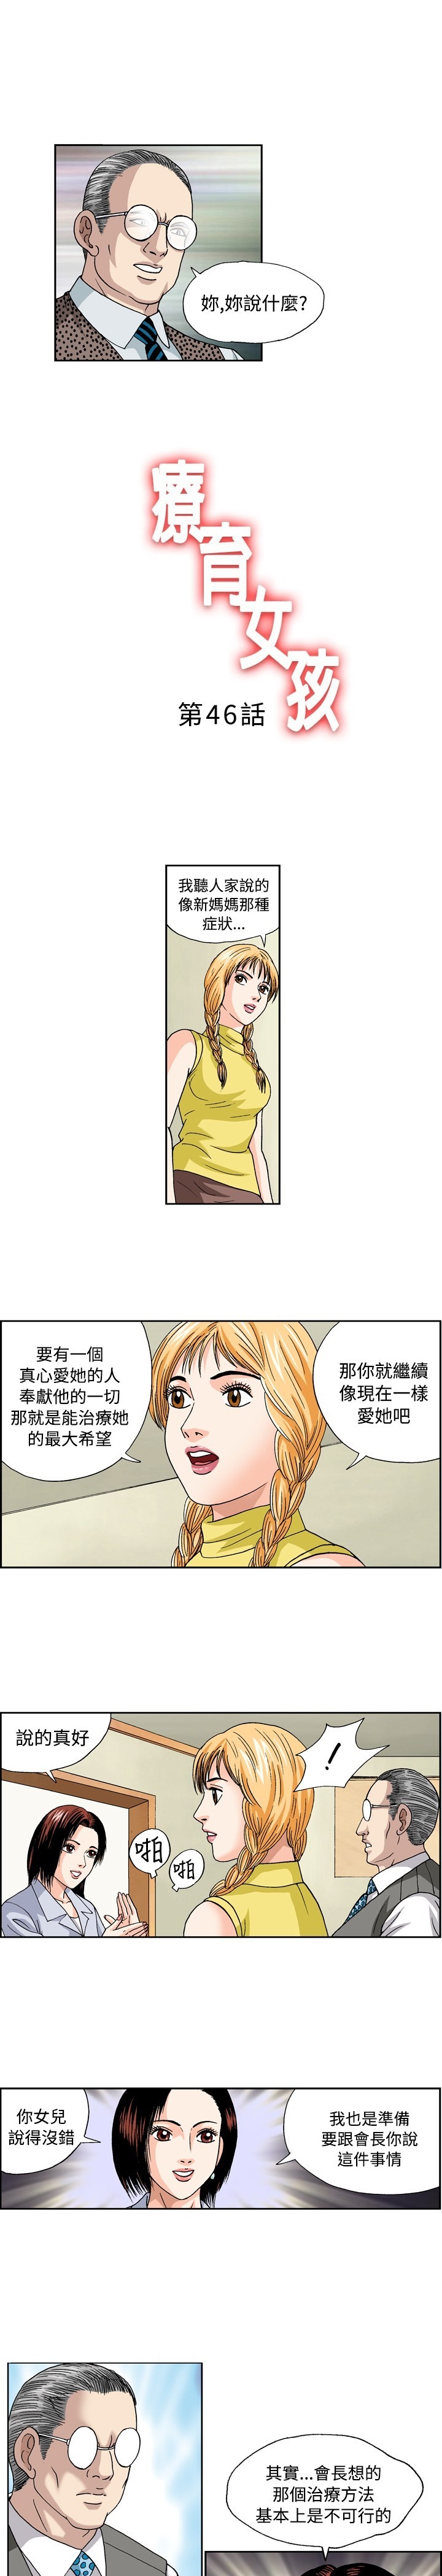 妳,妳說什麼?
療育女孩
第46話
我聽人家說的
像新媽媽那種
症狀...
要有一個
真心愛她的人
奉獻他的一切
那就是能治療她
的最大希望
那你就繼續
像現在一樣
愛她吧
說的真好
啪
啪
!
你女兒
說得沒錯
我也是準備
要跟會長你說
這件事情
其實...會長想的
那個治療方法
基本上是不可行的